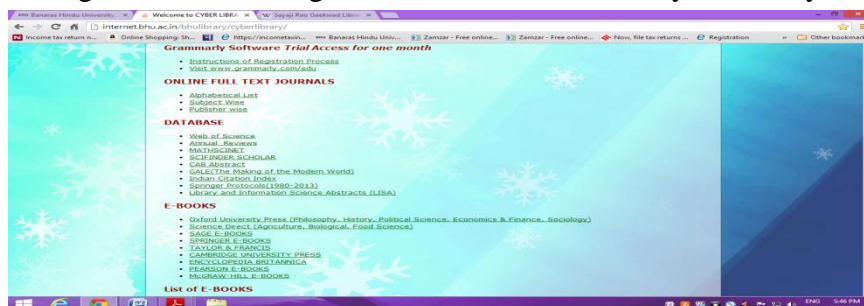 Banaras Hindu University
Welcome to CYBER LIBRA
Sayaji Rao Gaekwad Libra
internet.bhu.ac.in/bhulibrary/cyberlibrary/
Income tax return n... Online Shopping: Sh... https://incometaxin... Banaras Hindu Univ... Zamzar - Free online... Zamzar - Free online... Now, file tax returns ... Registration » Other bookmar
Grammarly Software Trial Access for one month
Instructions of Registration Process
Visit www.grammarly.com/edu
ONLINE FULL TEXT JOURNALS
Alphabetical List
Subject Wise
Publisher wise
DATABASE
Web of Science
Annual Reviews
MATHSCINET
SCIFINDER SCHOLAR
CAB Abstract
GALE(The Making of the Modern World)
Indian Citation Index
Springer Protocols(1980-2013)
Library and Information Science Abstracts (LISA)
E-BOOKS
Oxford University Press (Philosophy, History, Political Science, Economics & Finance, Sociology)
Science Direct (Agriculture, Biological, Food Science)
SAGE E-BOOKS
SPRINGER E-BOOKS
TAYLOR & FRANCIS
CAMBRIDGE UNIVERSITY PRESS
ENCYCLOPEDIA BRITANNICA
PEARSON E-BOOKS
McGRAW-HILL E-BOOKS
List of E-BOOKS
ENG 5:46 PM